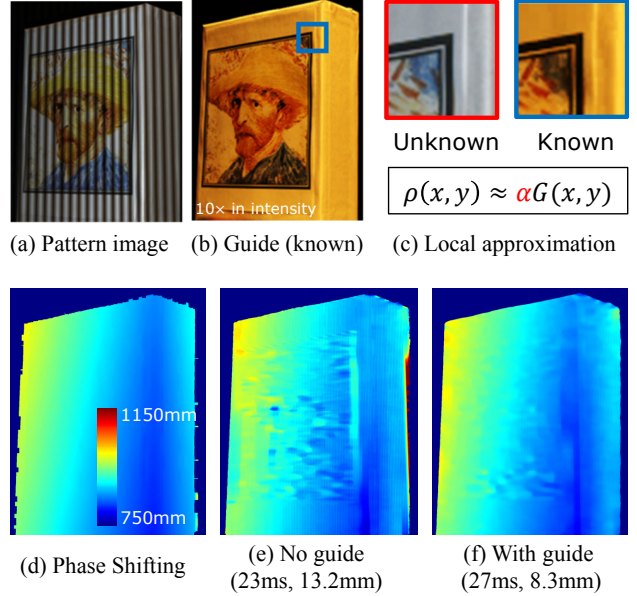 10× in intensity
(a) Pattern image
(b) Guide (known)
Unknown
Known
ρ(x, y) ≈ αG(x, y)
(c) Local approximation
1150mm
750mm
(d) Phase Shifting
(e) No guide
(23ms, 13.2mm)
(f) With guide
(27ms, 8.3mm)